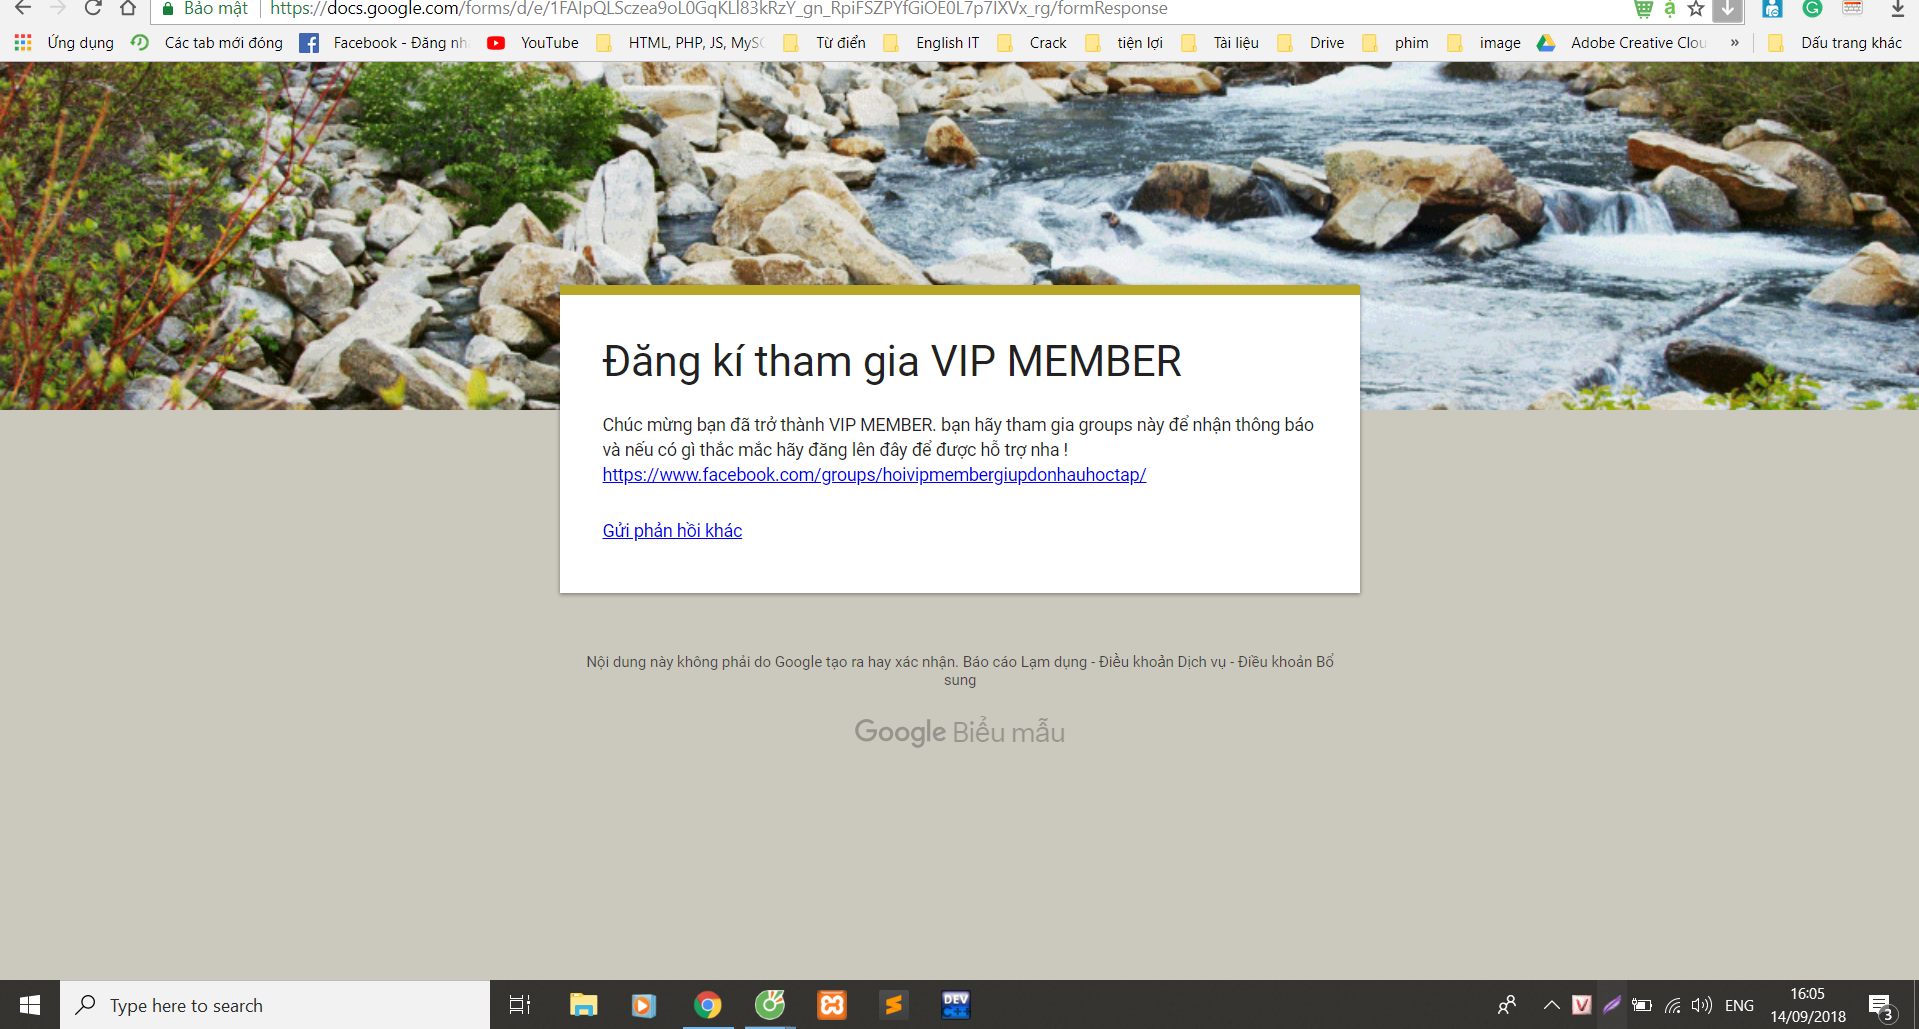 Bảo mật https://docs.google.com/forms/d/e/1FAIpQLSczea9oL0GqKLl83kRzY_gn_RpiFSZPYfGiOE0L7p7IXVx_rg/formResponse
Ứng dụng Các tab mới đóng Facebook - Đăng nh YouTube HTML, PHP, JS, MyS Từ điển English IT Crack tiện lợi Tài liệu Drive phim image Adobe Creative Clou » Dấu trang khác
Đăng kí tham gia VIP MEMBER
Chúc mừng bạn đã trở thành VIP MEMBER. bạn hãy tham gia groups này để nhận thông báo
và nếu có gì thắc mắc hãy đăng lên đây để được hỗ trợ nha !
https://www.facebook.com/groups/hoivipmembergiupdonhauhoctap/
Gửi phản hồi khác
Nội dung này không phải do Google tạo ra hay xác nhận. Báo cáo Lạm dụng - Điều khoản Dịch vụ - Điều khoản Bổ
sung
Google Biểu mẫu
Type here to search
DEV
C++
ENG
16:05
14/09/2018
3